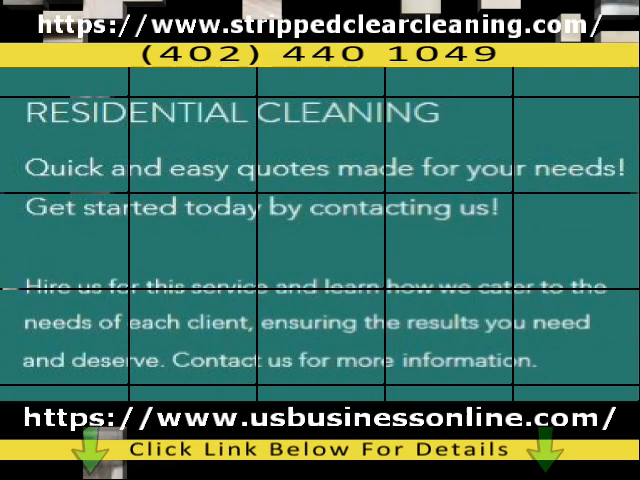 https://www.strippedclearcleaning.com/
(402) 440 1049
RESIDENTIAL CLEANING
Quick and easy quotes made for your needs!
Get started today by contacting us!
Hire us for this service and learn how we cater to the
needs of each client, ensuring the results you need
and deserve. Contact us for more information.
https://www.usbusinessonline.com/
Click Link Below For Details